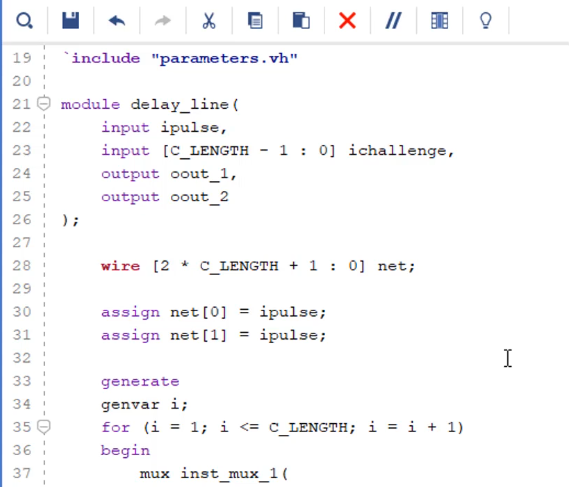 19 `include "parameters.vh"
20
21 module delay_line(
22 input ipulse,
23 input [C_LENGTH - 1 : 0] ichallenge,
24 output oout_1,
25 output oout_2
26 );
27
28 wire [2 * C_LENGTH + 1 : 0] net;
29
30 assign net[0] = ipulse;
31 assign net[1] = ipulse;
32
33 generate
34 genvar i;
35 for (i = 1; i <= C_LENGTH; i = i + 1)
36 begin
37 mux inst_mux_1(